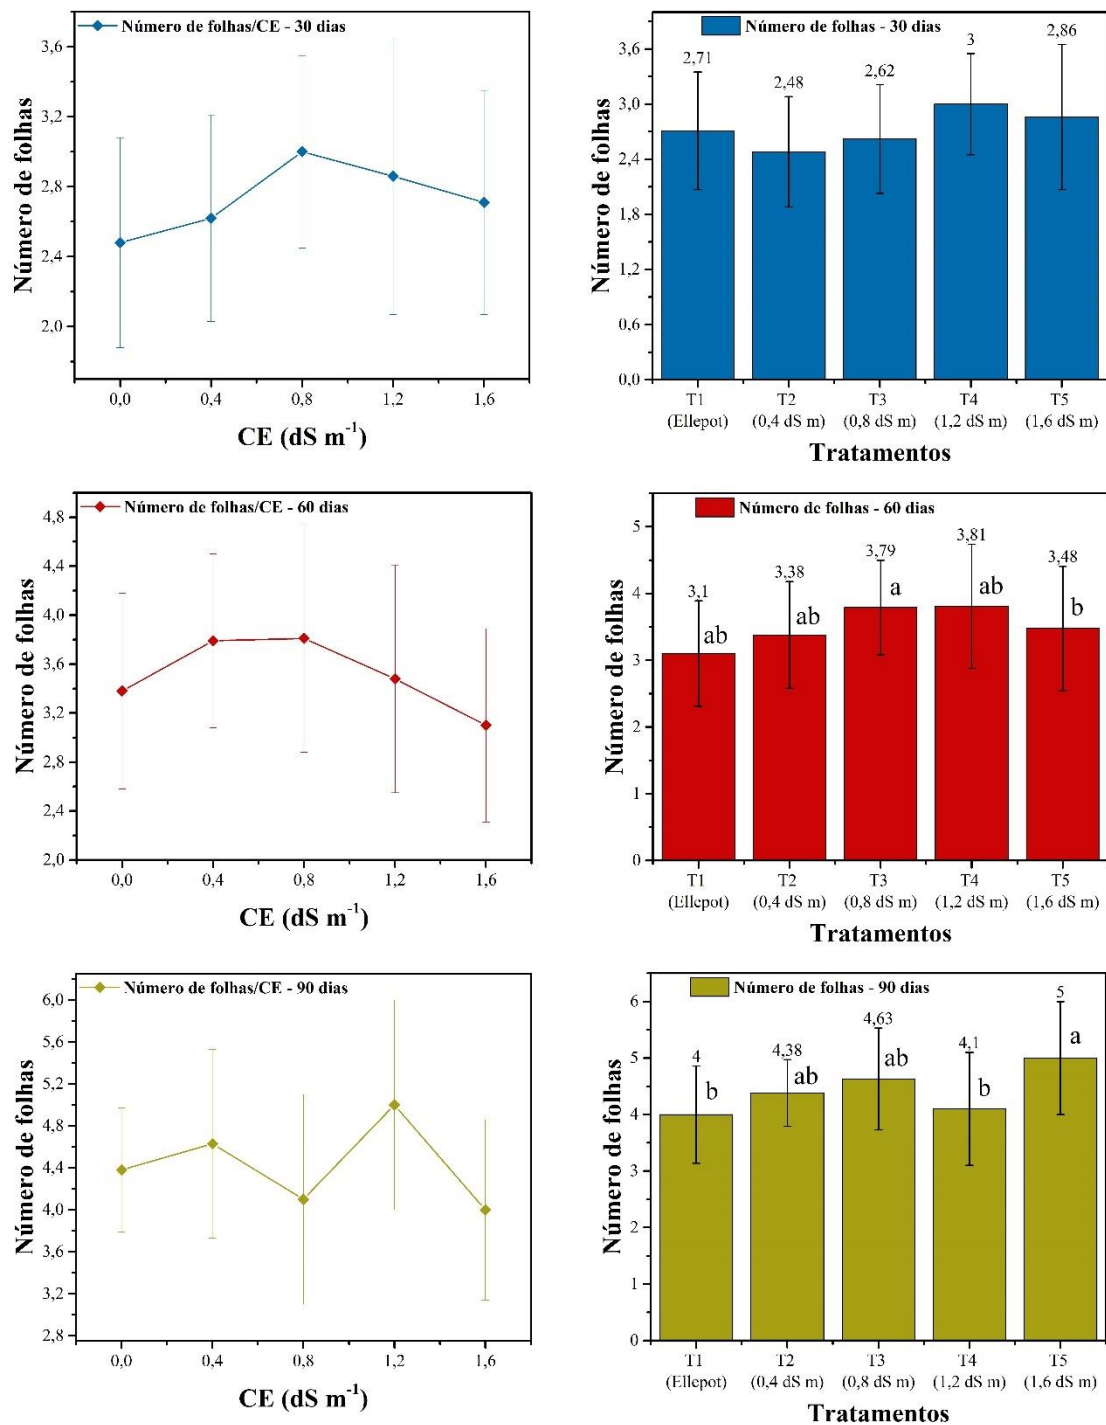 Número de folhas/CE - 30 dias
Número de folhas
3,6
3,2
2,8
2,4
2,0
0,0 0,4 0,8 1,2 1,6
CE (dS m⁻¹)
Número de folhas - 30 dias
Número de folhas
3,6
3,0
2,4
1,8
1,2
0,6
0,0
2,71 2,48 2,62 3 2,86
T1 T2 T3 T4 T5
(Ellepot) (0,4 dS m) (0,8 dS m) (1,2 dS m) (1,6 dS m)
Tratamentos
Número de folhas/CE - 60 dias
Número de folhas
4,8
4,4
4,0
3,6
3,2
2,8
2,4
2,0
0,0 0,4 0,8 1,2 1,6
CE (dS m⁻¹)
Número de folhas - 60 dias
Número de folhas
5
4
3
2
1
0
3,1 3,38 3,79 3,81 3,48
ab ab a ab b
T1 T2 T3 T4 T5
(Ellepot) (0,4 dS m) (0,8 dS m) (1,2 dS m) (1,6 dS m)
Tratamentos
Número de folhas/CE - 90 dias
Número de folhas
6,0
5,6
5,2
4,8
4,4
4,0
3,6
3,2
2,8
0,0 0,4 0,8 1,2 1,6
CE (dS m⁻¹)
Número de folhas - 90 dias
Número de folhas
6
5
4
3
2
1
0
4 4,38 4,63 4,1 5
b ab ab b a
T1 T2 T3 T4 T5
(Ellepot) (0,4 dS m) (0,8 dS m) (1,2 dS m) (1,6 dS m)
Tratamentos